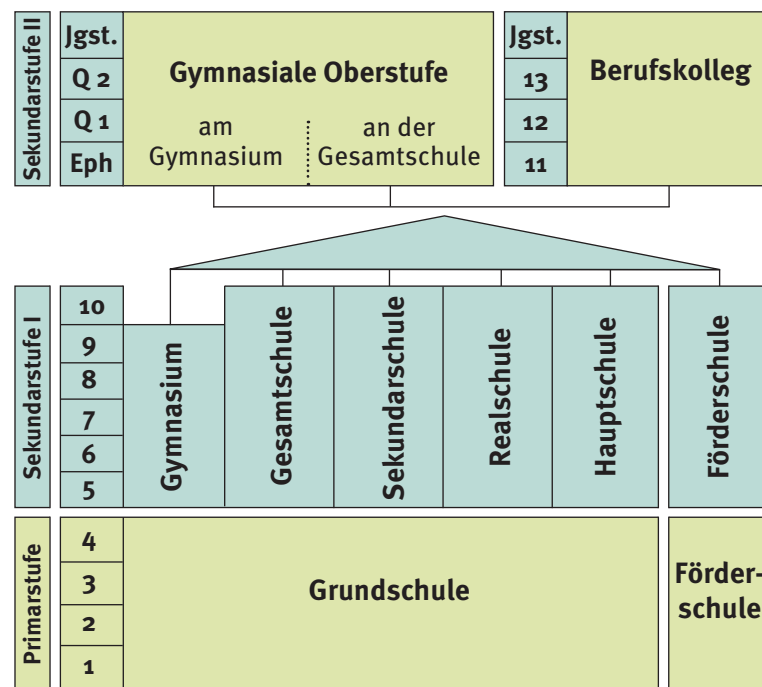 Sekundarstufe II
Jgst.
Q 2
Q 1
Eph
Gymnasiale Oberstufe
am
Gymnasium
an der
Gesamtschule
Jgst.
13
12
11
Berufskolleg
Sekundarstufe I
10
9
8
7
6
5
Gymnasium
Gesamtschule
Sekundarschule
Realschule
Hauptschule
Förderschule
Primarstufe
4
3
2
1
Grundschule
Förder-
schule